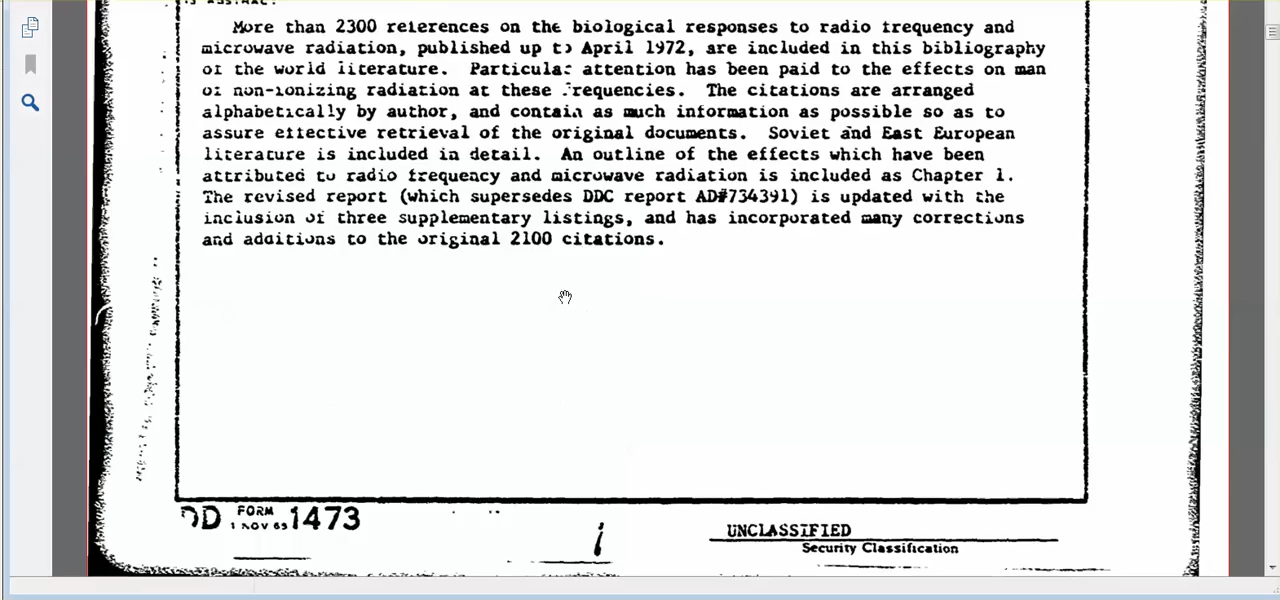 More than 2300 references on the biological responses to radio frequency and
microwave radiation, published up to April 1972, are included in this bibliography
of the world literature. Particular attention has been paid to the effects on man
of non-ionizing radiation at these frequencies. The citations are arranged
alphabetically by author, and contain as much information as possible so as to
assure effective retrieval of the original documents. Soviet and East European
literature is included in detail. An outline of the effects which have been
attributed to radio frequency and microwave radiation is included as Chapter 1.
The revised report (which supersedes DDC report AD#734391) is updated with the
inclusion of three supplementary listings, and has incorporated many corrections
and additions to the original 2100 citations.
DD FORM 1473
1 NOV 65
i
UNCLASSIFIED
Security Classification